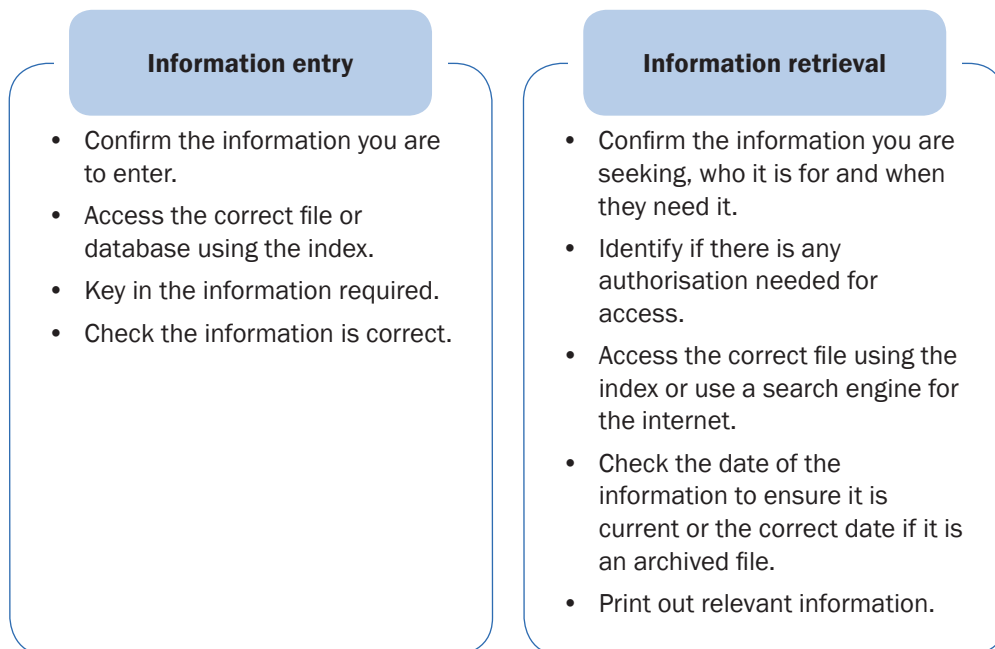 Information entry
• Confirm the information you are
to enter.
• Access the correct file or
database using the index.
• Key in the information required.
• Check the information is correct.
Information retrieval
• Confirm the information you are
seeking, who it is for and when
they need it.
• Identify if there is any
authorisation needed for
access.
• Access the correct file using the
index or use a search engine for
the internet.
• Check the date of the
information to ensure it is
current or the correct date if it is
an archived file.
• Print out relevant information.